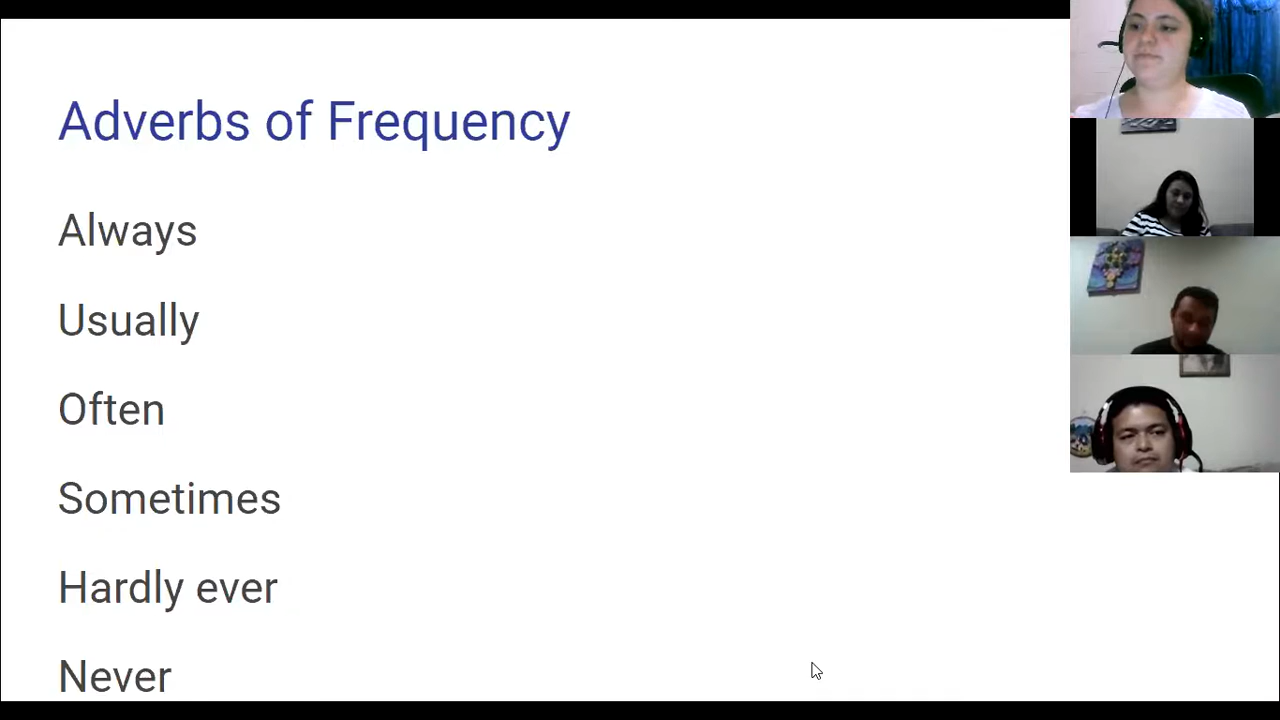 Adverbs of Frequency
Always
Usually
Often
Sometimes
Hardly ever
Never